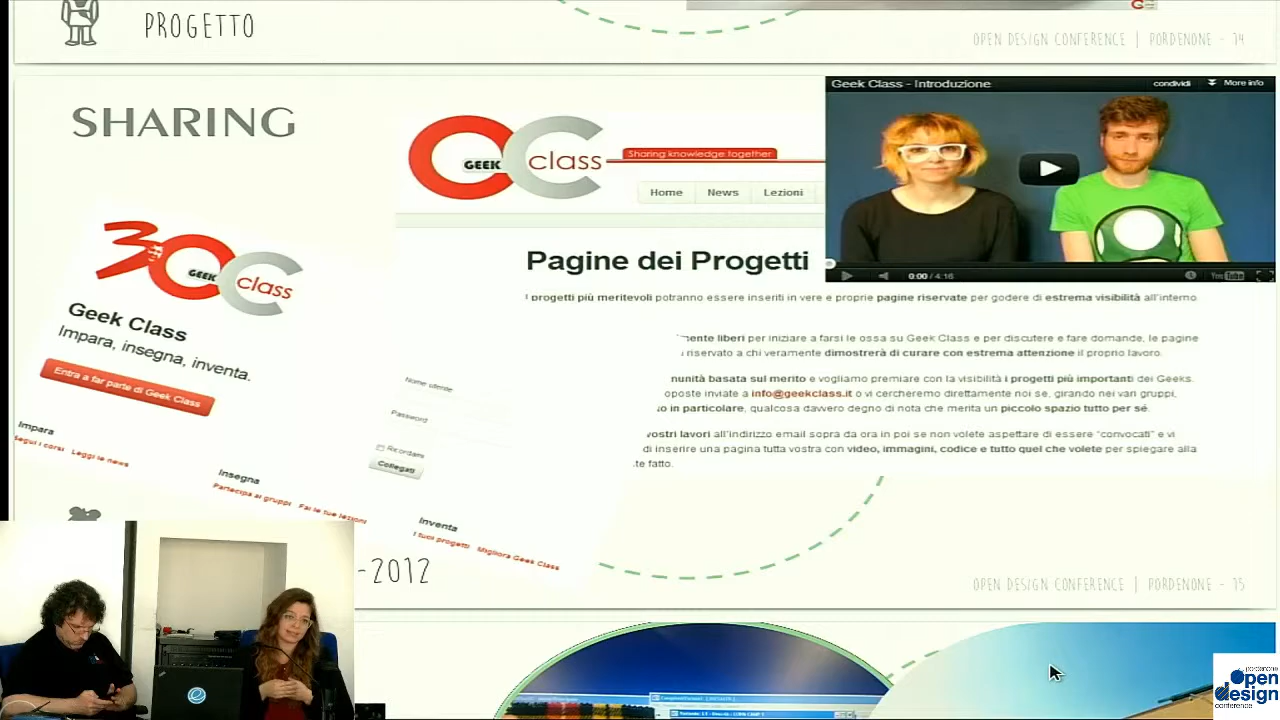 PROGETTO
OPEN DESIGN CONFERENCE | PORDENONE - 14
SHARING
GEEK class
Sharing knowledge together
Home News Lezioni
Geek Class - Introduzione condividi More info
0:00 / 4:16 YouTube
Pagine dei Progetti
I progetti più meritevoli potranno essere inseriti in vere e proprie pagine riservate per godere di estrema visibilità all'interno
mente liberi per iniziare a farsi le ossa su Geek Class e per discutere e fare domande, le pagine
riservato a chi veramente dimostrerà di curare con estrema attenzione il proprio lavoro.
nunità basata sul merito e vogliamo premiare con la visibilità i progetti più importanti dei Geeks.
oposte inviate a info@geekclass.it o vi cercheremo direttamente noi se, girando nei vari gruppi,
to in particolare, qualcosa davvero degno di nota che merita un piccolo spazio tutto per sé.
vostri lavori all'indirizzo email sopra da ora in poi se non volete aspettare di essere "convocati" e vi
di inserire una pagina tutta vostra con video, immagini, codice e tutto quel che volete per spiegare alla
te fatto.
GEEK class
Geek Class
Impara, insegna, inventa.
Entra a far parte di Geek Class
Nome utente
Password
Ricordami
Collegati
Impara
Segui i corsi Leggi le news
Insegna
Partecipa ai gruppi Fai le tue lezioni
Inventa
I tuoi progetti Migliora Geek Class
-2012
OPEN DESIGN CONFERENCE | PORDENONE - 15
pordenone
Open
design
conference